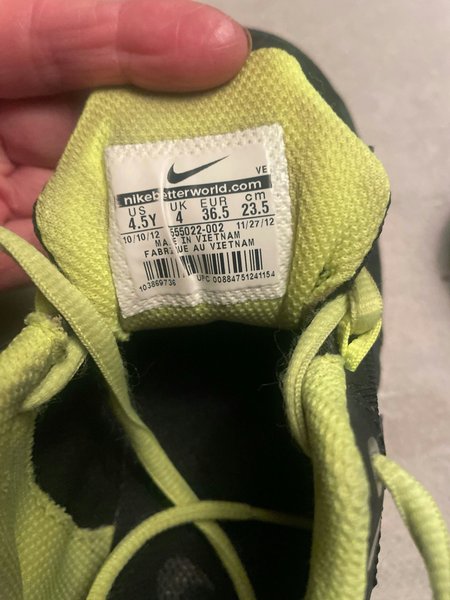 VE
nikebetterworld.com
US UK EUR cm
4.5Y 4 36.5 23.5
10/10/12 555022-002 11/27/12
MADE IN VIETNAM
FABRIQUE AU VIETNAM
103869736 UPC 00884751241154